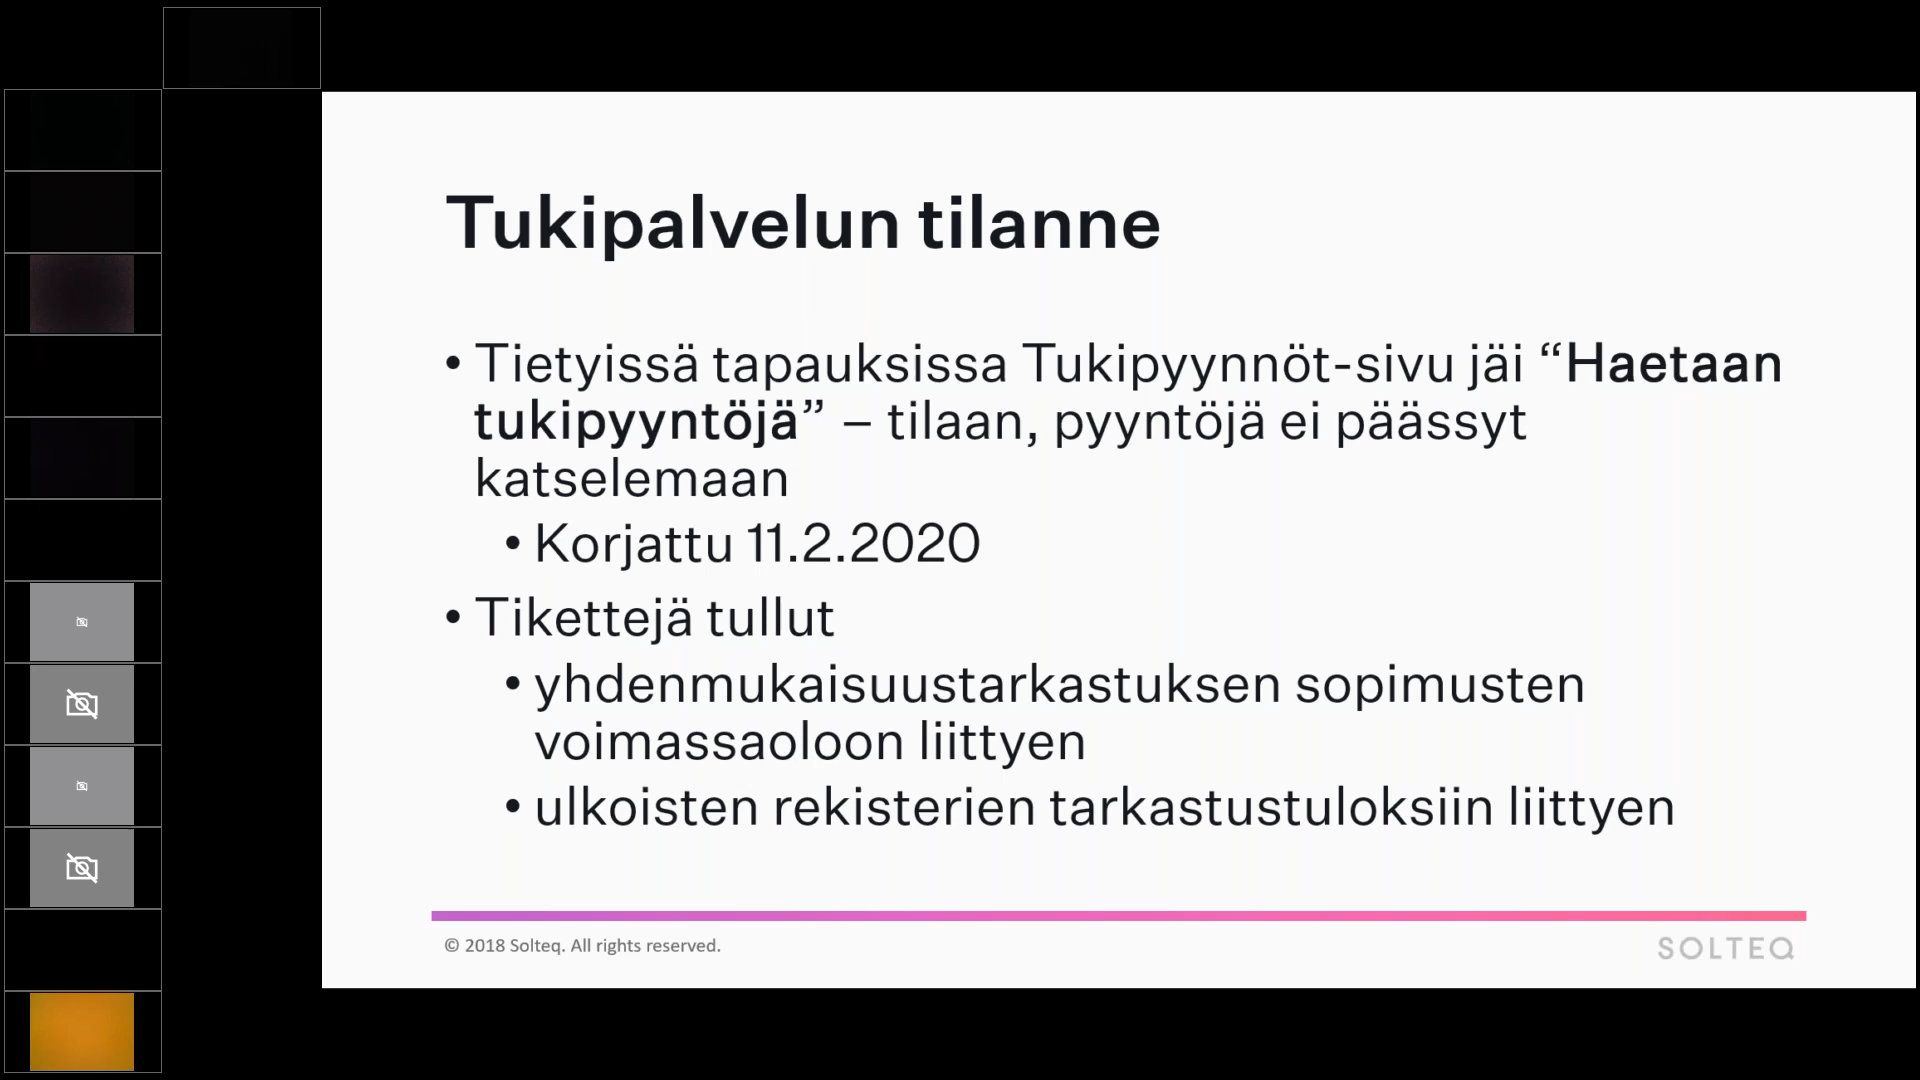 Tukipalvelun tilanne
• Tietyissä tapauksissa Tukipyynnöt-sivu jäi “Haetaan
tukipyyntöjä” – tilaan, pyyntöjä ei päässyt
katselemaan
• Korjattu 11.2.2020
• Tikettejä tullut
• yhdenmukaisuustarkastuksen sopimusten
voimassaoloon liittyen
• ulkoisten rekisterien tarkastustuloksiin liittyen
© 2018 Solteq. All rights reserved.
SOLTEQ